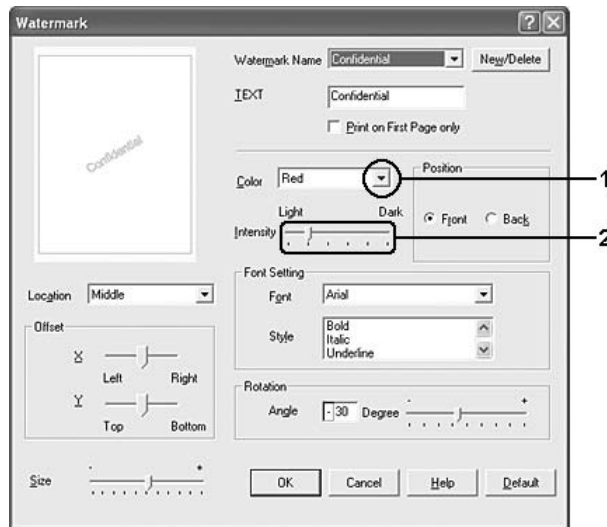 Watermark
Confidential
Watermark Name Confidential New/Delete
TEXT Confidential
Print on First Page only
Color Red
1
Position
Front Back
Light Dark
Intensity
2
Location Middle
Offset
X
Left Right
Y
Top Bottom
Font Setting
Font Arial
Style Bold
Italic
Underline
Rotation
Angle -30 Degree - +
Size - +
OK Cancel Help Default